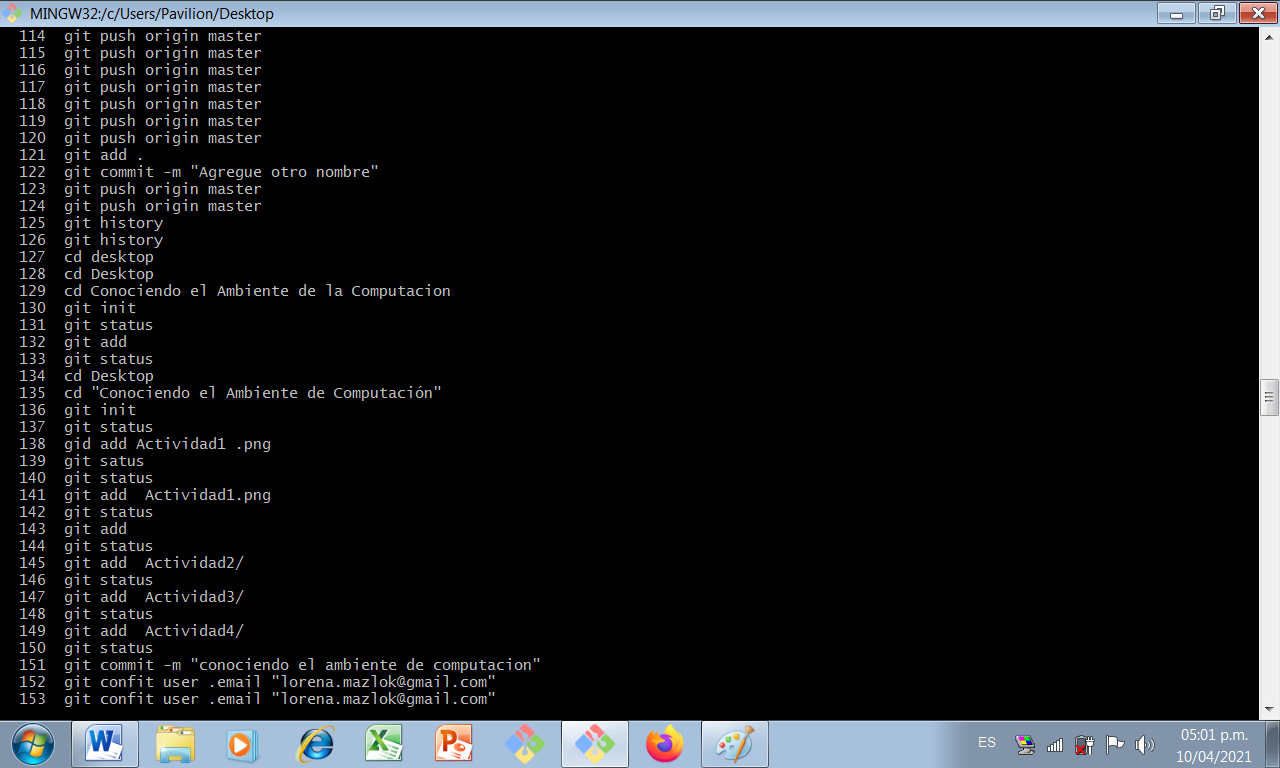 MINGW32:/c/Users/Pavilion/Desktop
114 git push origin master
115 git push origin master
116 git push origin master
117 git push origin master
118 git push origin master
119 git push origin master
120 git push origin master
121 git add .
122 git commit -m "Agregue otro nombre"
123 git push origin master
124 git push origin master
125 git history
126 git history
127 cd desktop
128 cd Desktop
129 cd Conociendo el Ambiente de la Computacion
130 git init
131 git status
132 git add
133 git status
134 cd Desktop
135 cd "Conociendo el Ambiente de Computación"
136 git init
137 git status
138 gid add Actividad1 .png
139 git satus
140 git status
141 git add  Actividad1.png
142 git status
143 git add
144 git status
145 git add  Actividad2/
146 git status
147 git add  Actividad3/
148 git status
149 git add  Actividad4/
150 git status
151 git commit -m "conociendo el ambiente de computacion"
152 git confit user .email "lorena.mazlok@gmail.com"
153 git confit user .email "lorena.mazlok@gmail.com"
ES
05:01 p.m.
10/04/2021